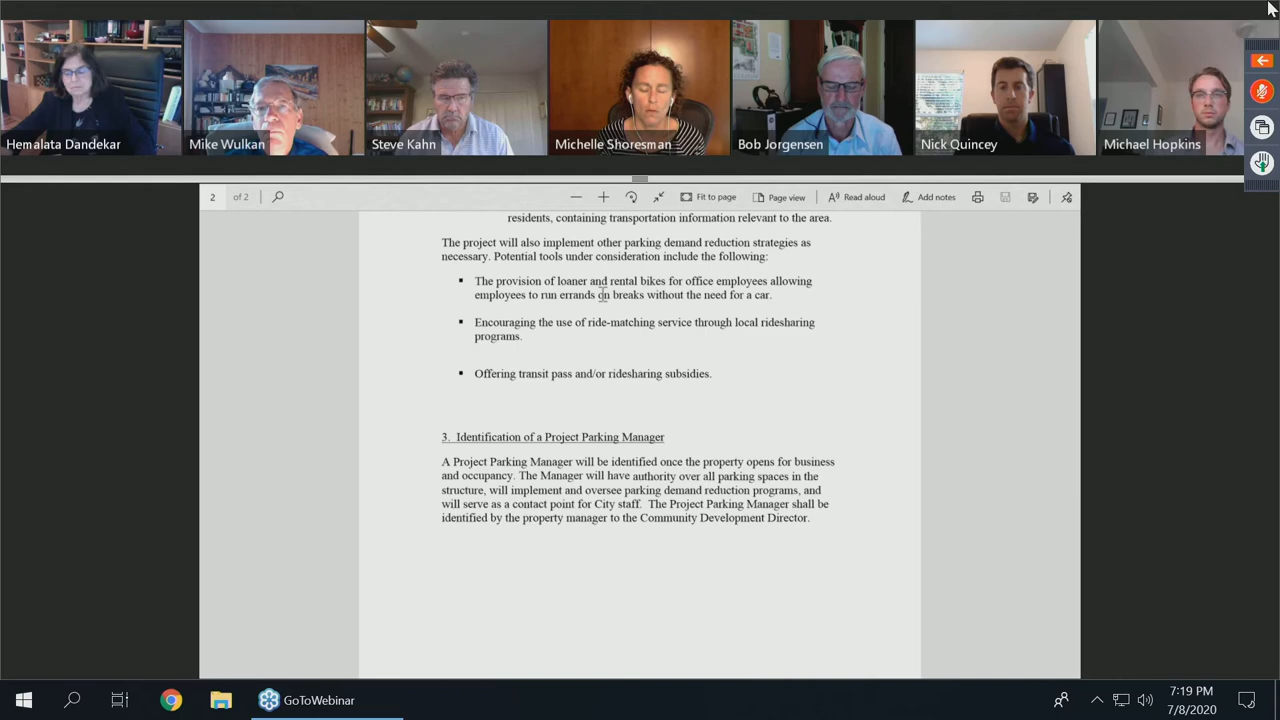 Hemalata Dandekar
Mike Wulkan
Steve Kahn
Michelle Shoresman
Bob Jorgensen
Nick Quincey
Michael Hopkins
2 of 2
Fit to page
Page view
Read aloud
Add notes
residents, containing transportation information relevant to the area.
The project will also implement other parking demand reduction strategies as
necessary. Potential tools under consideration include the following:
▪ The provision of loaner and rental bikes for office employees allowing
employees to run errands on breaks without the need for a car.
▪ Encouraging the use of ride-matching service through local ridesharing
programs.
▪ Offering transit pass and/or ridesharing subsidies.
3. Identification of a Project Parking Manager
A Project Parking Manager will be identified once the property opens for business
and occupancy. The Manager will have authority over all parking spaces in the
structure, will implement and oversee parking demand reduction programs, and
will serve as a contact point for City staff. The Project Parking Manager shall be
identified by the property manager to the Community Development Director.
GoToWebinar
7:19 PM
7/8/2020